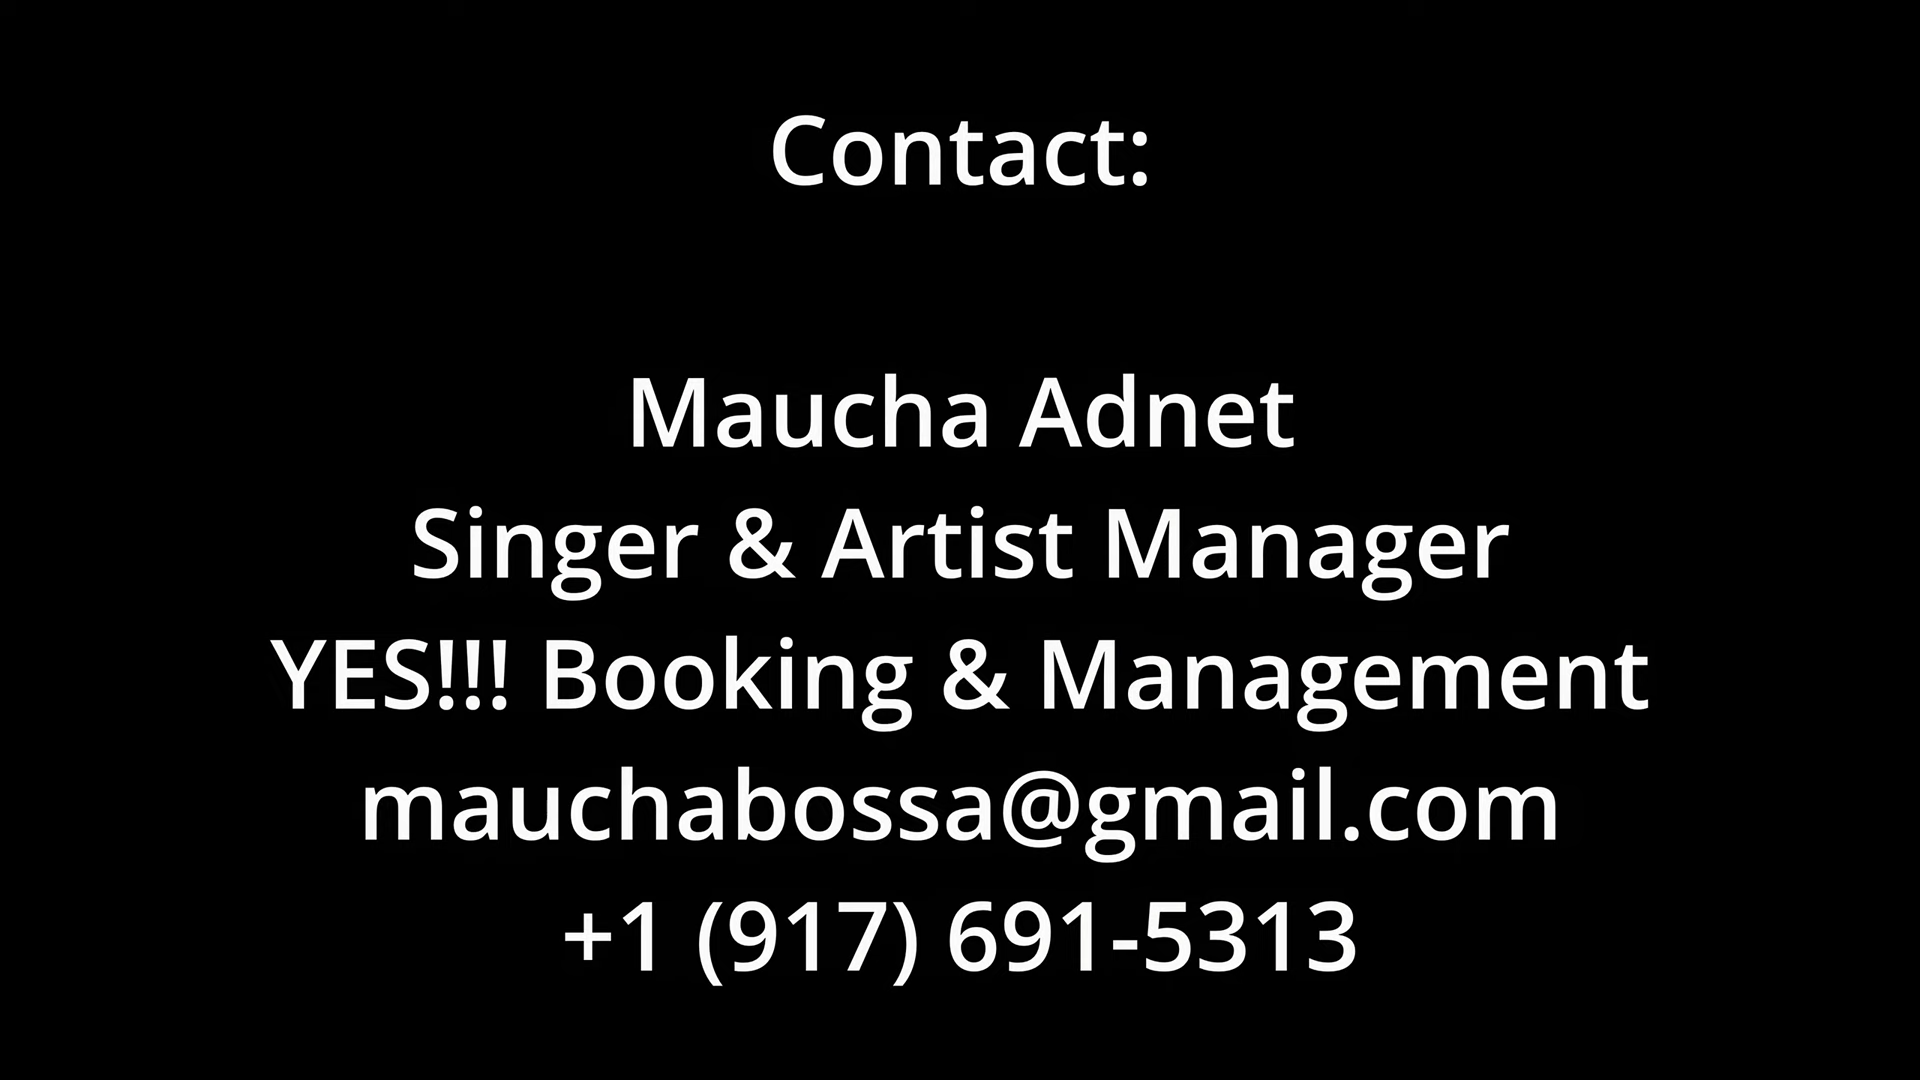 Contact:
Maucha Adnet
Singer & Artist Manager
YES!!! Booking & Management
mauchabossa@gmail.com
+1 (917) 691-5313